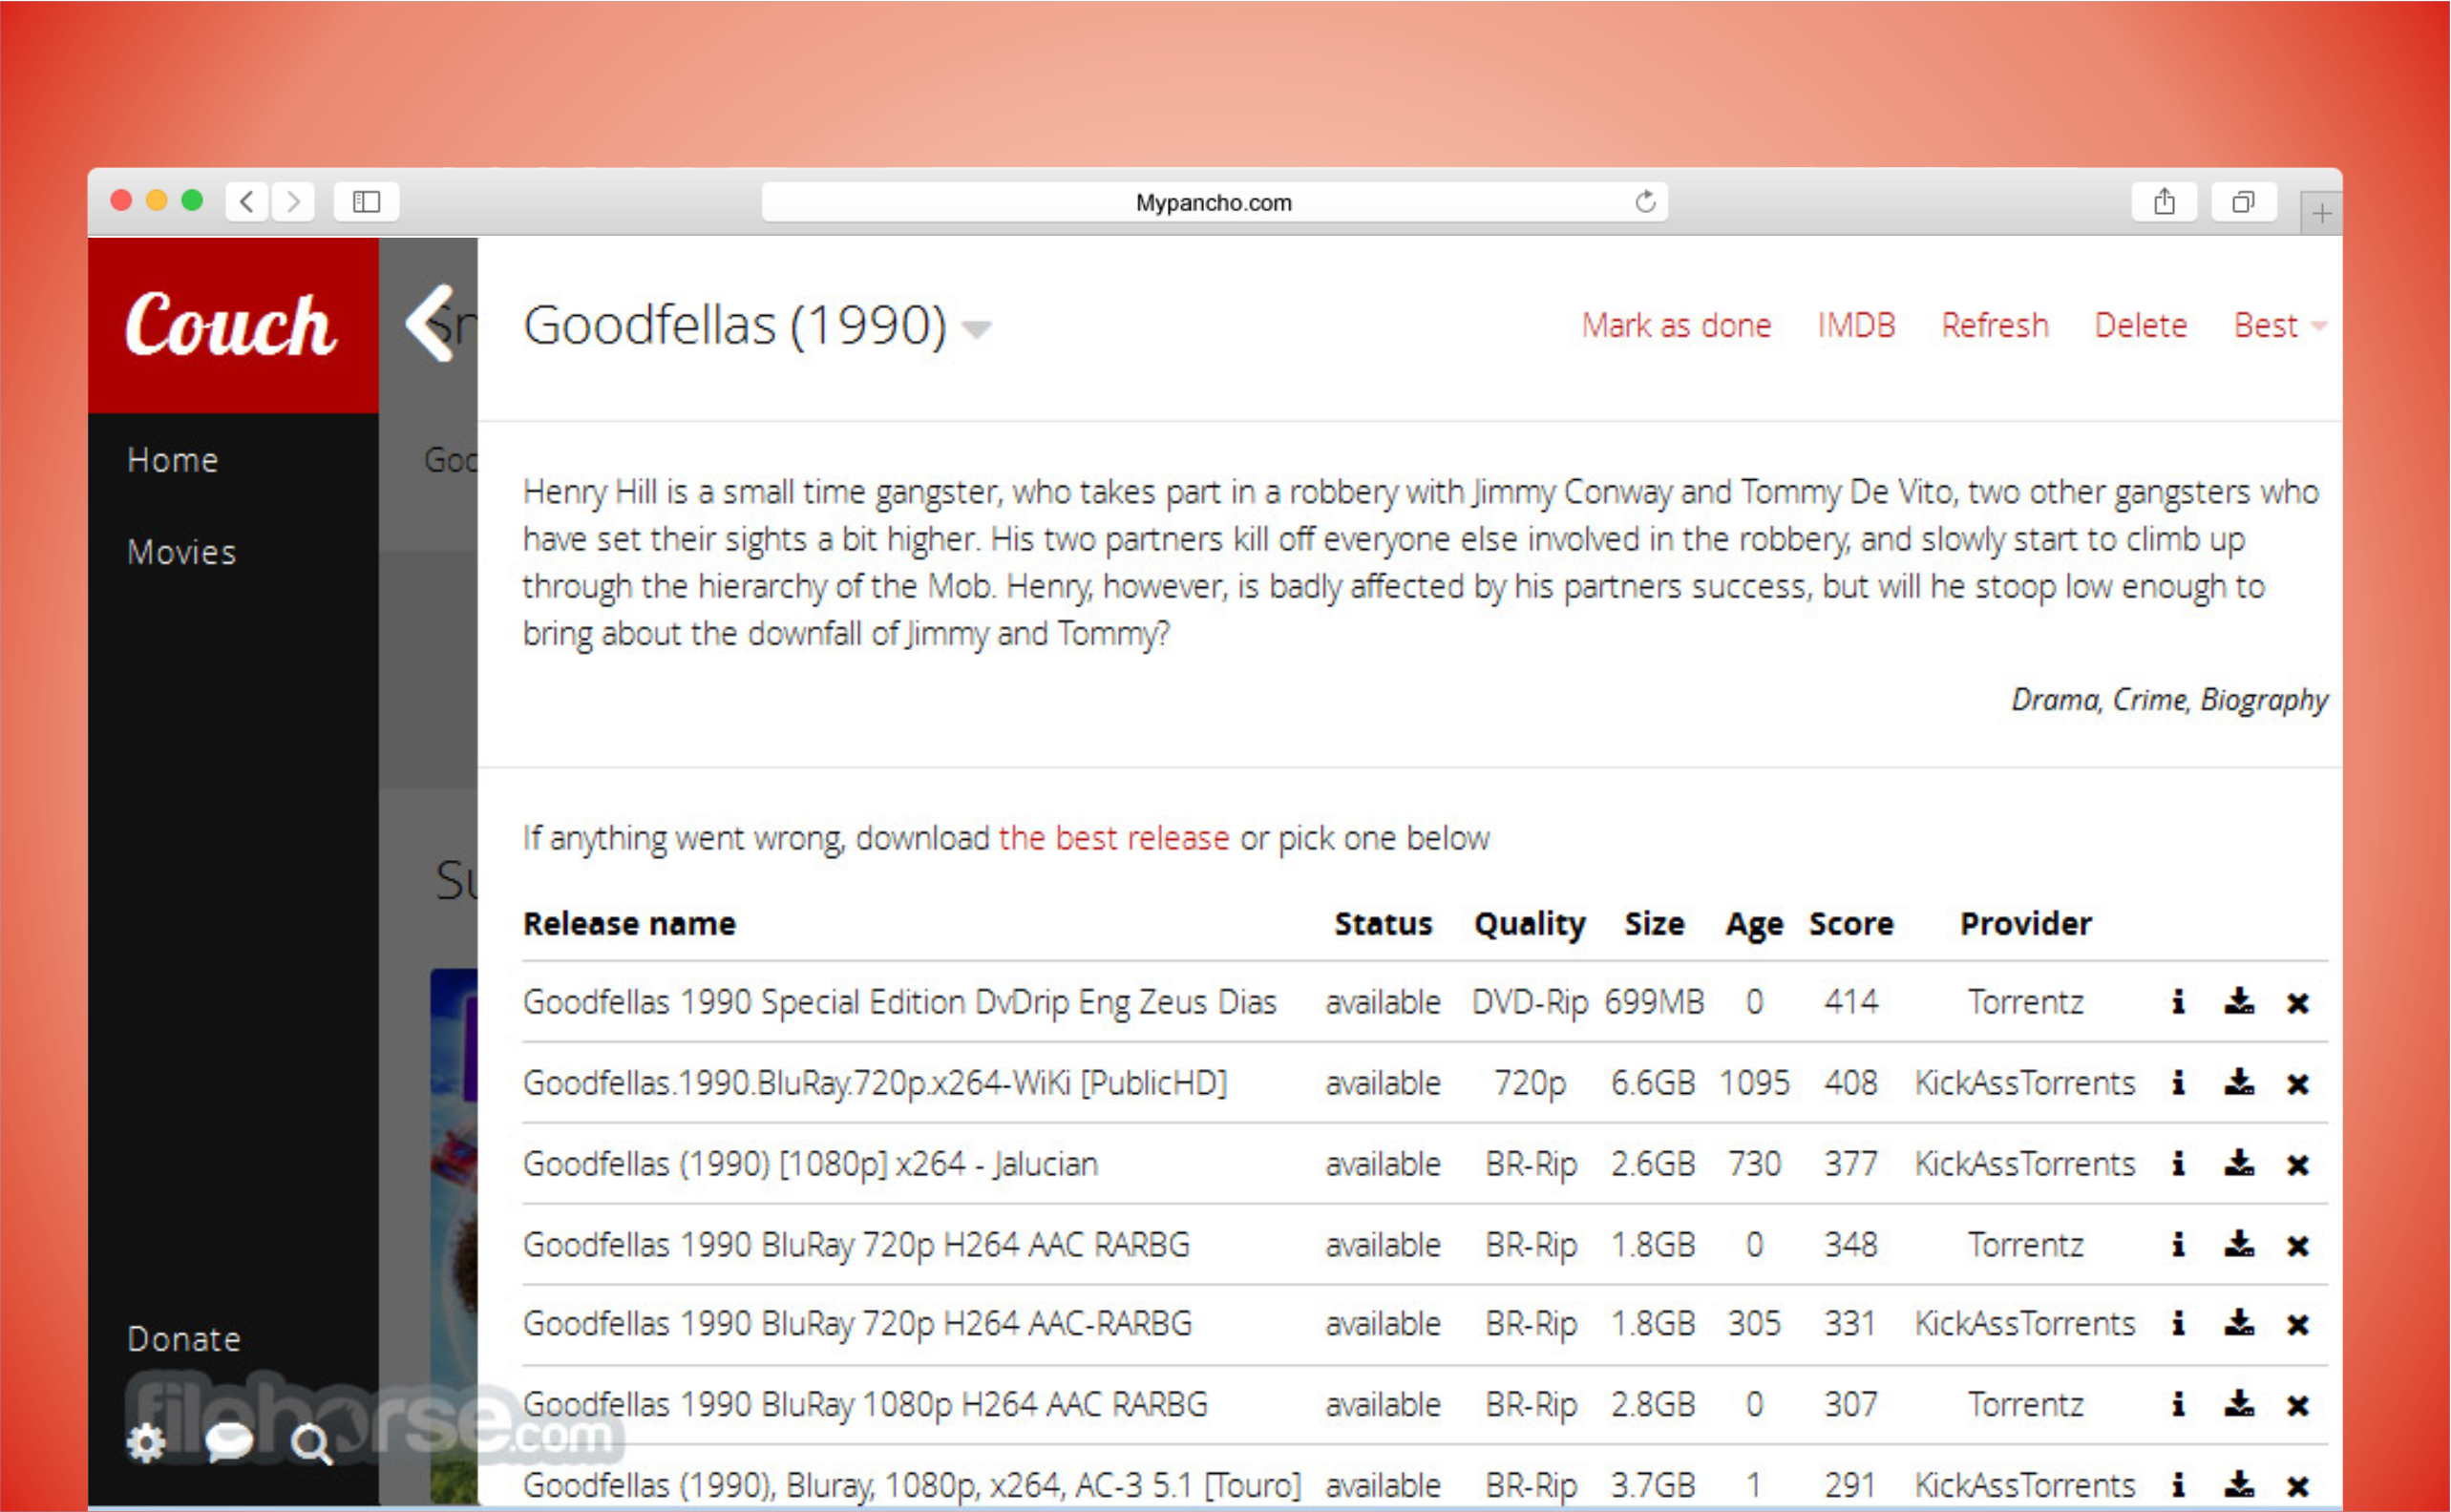 Mypancho.com
Couch
Sn
Goodfellas (1990)
Mark as done IMDB Refresh Delete Best
Home
Goo
Movies
Henry Hill is a small time gangster, who takes part in a robbery with Jimmy Conway and Tommy De Vito, two other gangsters who
have set their sights a bit higher. His two partners kill off everyone else involved in the robbery, and slowly start to climb up
through the hierarchy of the Mob. Henry, however, is badly affected by his partners success, but will he stoop low enough to
bring about the downfall of Jimmy and Tommy?
Drama, Crime, Biography
If anything went wrong, download the best release or pick one below
Su
Release name Status Quality Size Age Score Provider
Goodfellas 1990 Special Edition DvDrip Eng Zeus Dias available DVD-Rip 699MB 0 414 Torrentz
Goodfellas.1990.BluRay.720p.x264-WiKi [PublicHD] available 720p 6.6GB 1095 408 KickAssTorrents
Goodfellas (1990) [1080p] x264 - Jalucian available BR-Rip 2.6GB 730 377 KickAssTorrents
Goodfellas 1990 BluRay 720p H264 AAC RARBG available BR-Rip 1.8GB 0 348 Torrentz
Goodfellas 1990 BluRay 720p H264 AAC-RARBG available BR-Rip 1.8GB 305 331 KickAssTorrents
Donate
Goodfellas 1990 BluRay 1080p H264 AAC RARBG available BR-Rip 2.8GB 0 307 Torrentz
filehorse.com
Goodfellas (1990), Bluray, 1080p, x264, AC-3 5.1 [Touro] available BR-Rip 3.7GB 1 291 KickAssTorrents